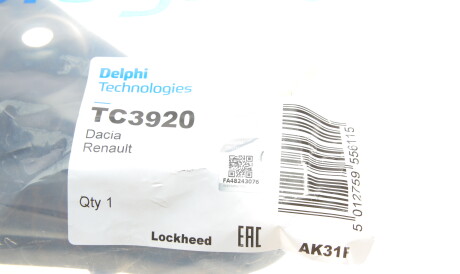 Delphi
Technologies
TC3920
Dacia
Renault
FA48243076
Qty 1
Lockheed
EAC
AK31F
5 012759 556115